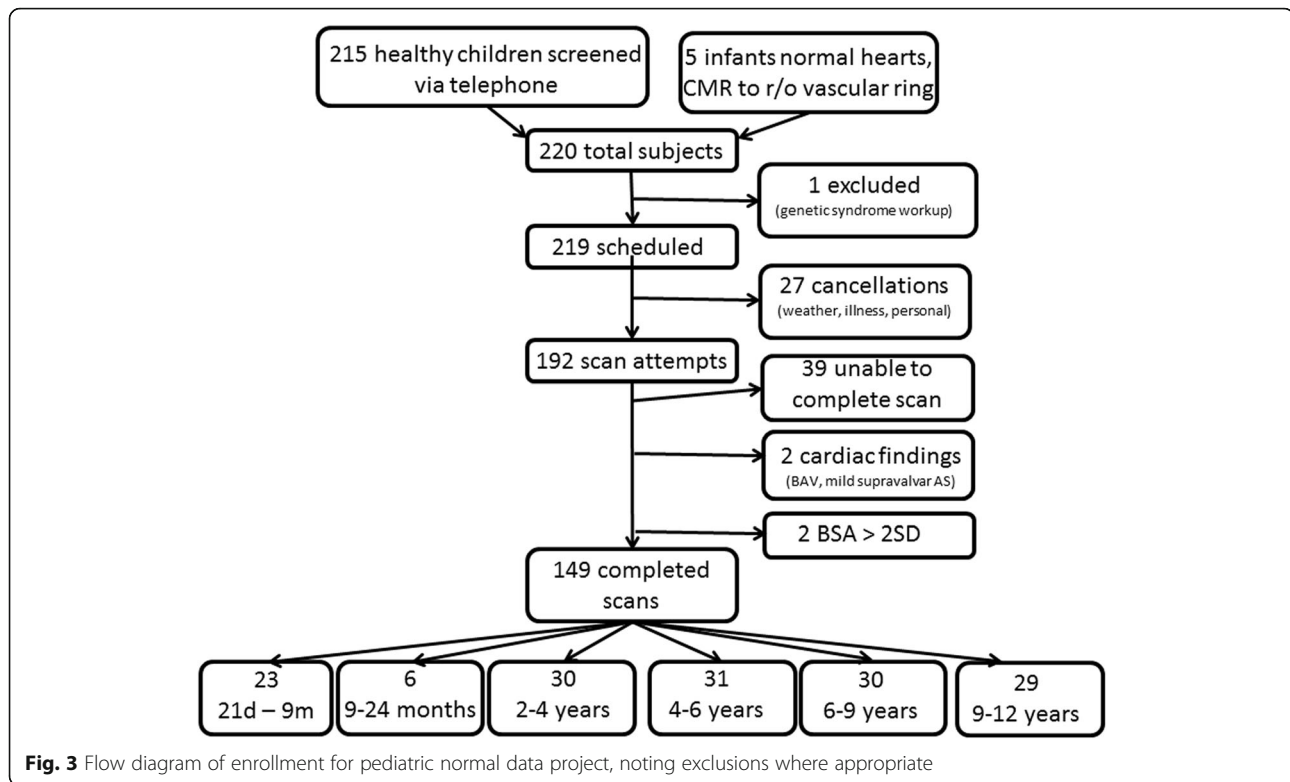 215 healthy children screened
via telephone
5 infants normal hearts,
CMR to r/o vascular ring
220 total subjects
1 excluded
(genetic syndrome workup)
219 scheduled
27 cancellations
(weather, illness, personal)
192 scan attempts
39 unable to
complete scan
2 cardiac findings
(BAV, mild supravalvar AS)
2 BSA > 2SD
149 completed
scans
23
21d – 9m
6
9-24 months
30
2-4 years
31
4-6 years
30
6-9 years
29
9-12 years
Fig. 3 Flow diagram of enrollment for pediatric normal data project, noting exclusions where appropriate